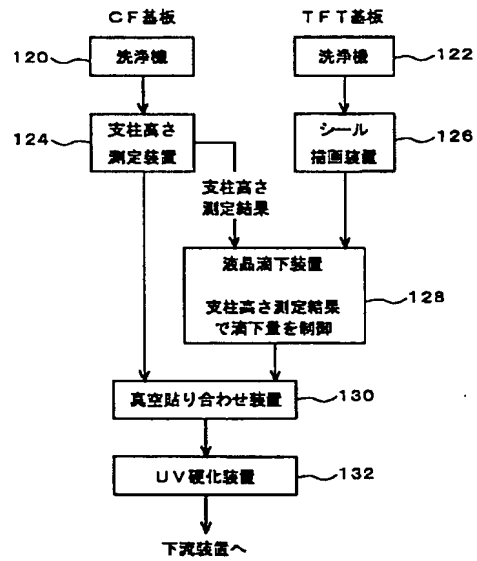 CF基板
TFT基板
120
洗浄機
洗浄機
122
124
支柱高さ
測定装置
シール
描画装置
126
支柱高さ
測定結果
液晶滴下装置
支柱高さ測定結果
で滴下量を制御
128
真空貼り合わせ装置
130
UV硬化装置
132
下流装置へ